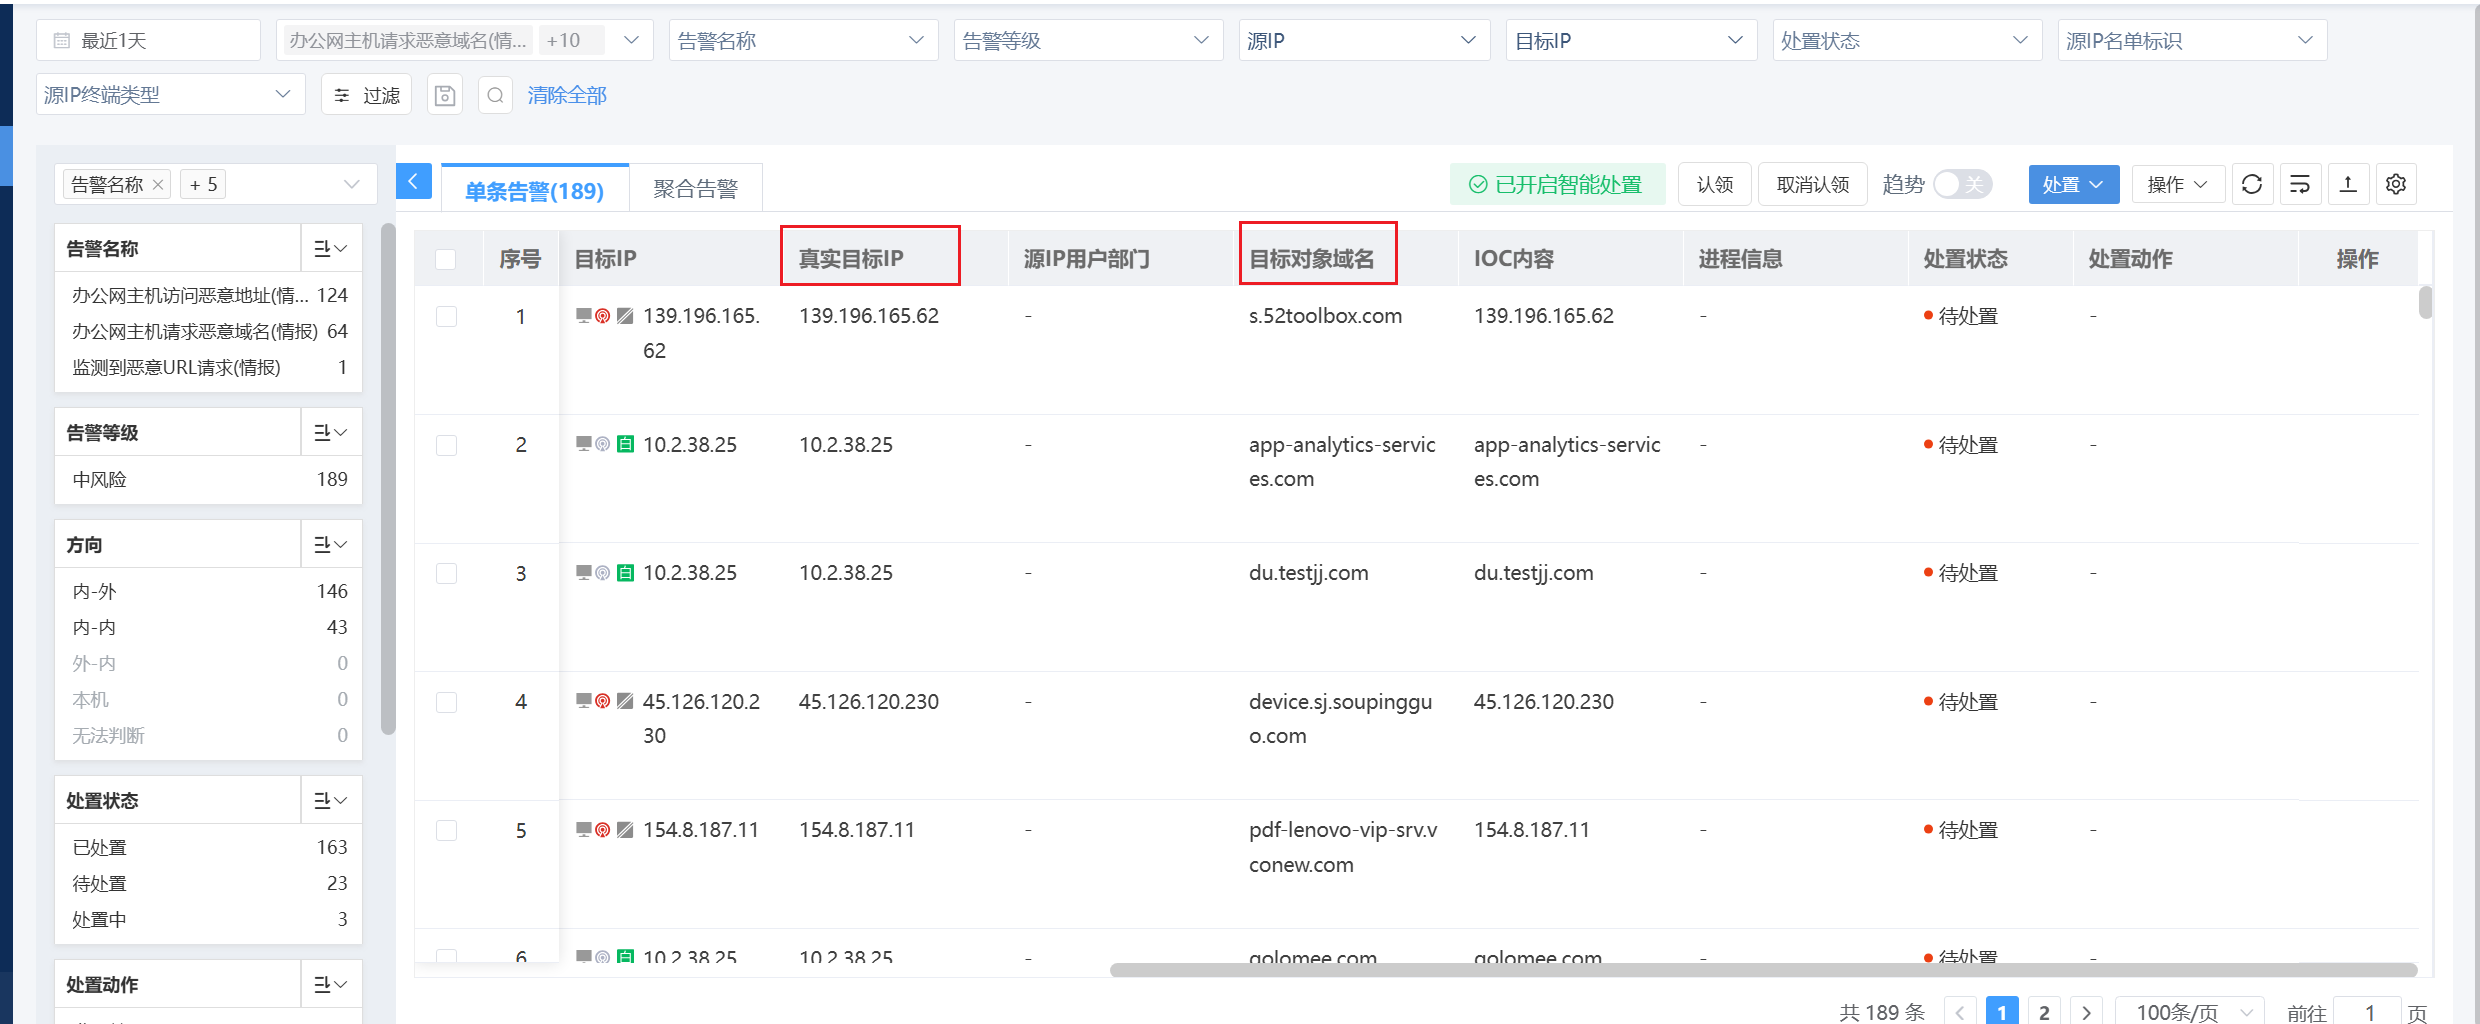 最近1天 办公网主机请求恶意域名(情... +10 告警名称 告警等级 源IP 目标IP 处置状态 源IP名单标识
源IP终端类型 过滤 清除全部
告警名称 × + 5
告警名称
办公网主机访问恶意地址(情... 124
办公网主机请求恶意域名(情报) 64
监测到恶意URL请求(情报) 1
告警等级
中风险 189
方向
内-外 146
内-内 43
外-内 0
本机 0
无法判断 0
处置状态
已处置 163
待处置 23
处置中 3
处置动作
单条告警(189) 聚合告警 已开启智能处置 认领 取消认领 趋势 关 处置 操作
序号 目标IP 真实目标IP 源IP用户部门 目标对象域名 IOC内容 进程信息 处置状态 处置动作 操作
1 139.196.165. 139.196.165.62 - s.52toolbox.com 139.196.165.62 - 待处置 -
62
2 白 10.2.38.25 10.2.38.25 - app-analytics-servic app-analytics-servic - 待处置 -
es.com es.com
3 白 10.2.38.25 10.2.38.25 - du.testjj.com du.testjj.com - 待处置 -
4 45.126.120.2 45.126.120.230 - device.sj.soupinggu 45.126.120.230 - 待处置 -
30 o.com
5 154.8.187.11 154.8.187.11 - pdf-lenovo-vip-srv.v 154.8.187.11 - 待处置 -
conew.com
6 白 10.2.38.25 10.2.38.25 - golomee.com golomee.com - 待处置 -
共 189 条 1 2 100条/页 前往 1 页